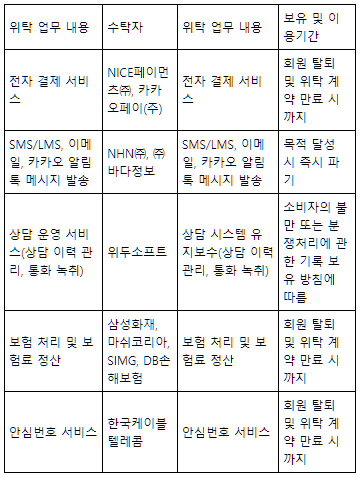 위탁 업무 내용
수탁자
위탁 업무 내용
보유 및 이
용기간
전자 결제 서비
스
NICE페이먼
츠㈜, 카카
오페이(주)
전자 결제 서비
스
회원 탈퇴
및 위탁 계
약 만료 시
까지
SMS/LMS, 이메
일, 카카오 알림
톡 메시지 발송
NHN㈜, ㈜
바다정보
SMS/LMS, 이메
일, 카카오 알림
톡 메시지 발송
목적 달성
시 즉시 파
기
상담 운영 서비
스(상담 이력 관
리, 통화 녹취)
위두소프트
상담 시스템 유
지보수(상담 이력
관리, 통화 녹취)
소비자의 불
만 또는 분
쟁처리에 관
한 기록 보
유 방침에
따름
보험 처리 및 보
험료 정산
삼성화재,
마쉬코리아,
SIMG, DB손
해보험
보험 처리 및 보
험료 정산
회원 탈퇴
및 위탁 계
약 만료 시
까지
안심번호 서비스
한국케이블
텔레콤
안심번호 서비스
회원 탈퇴
및 위탁 계
약 만료 시
까지